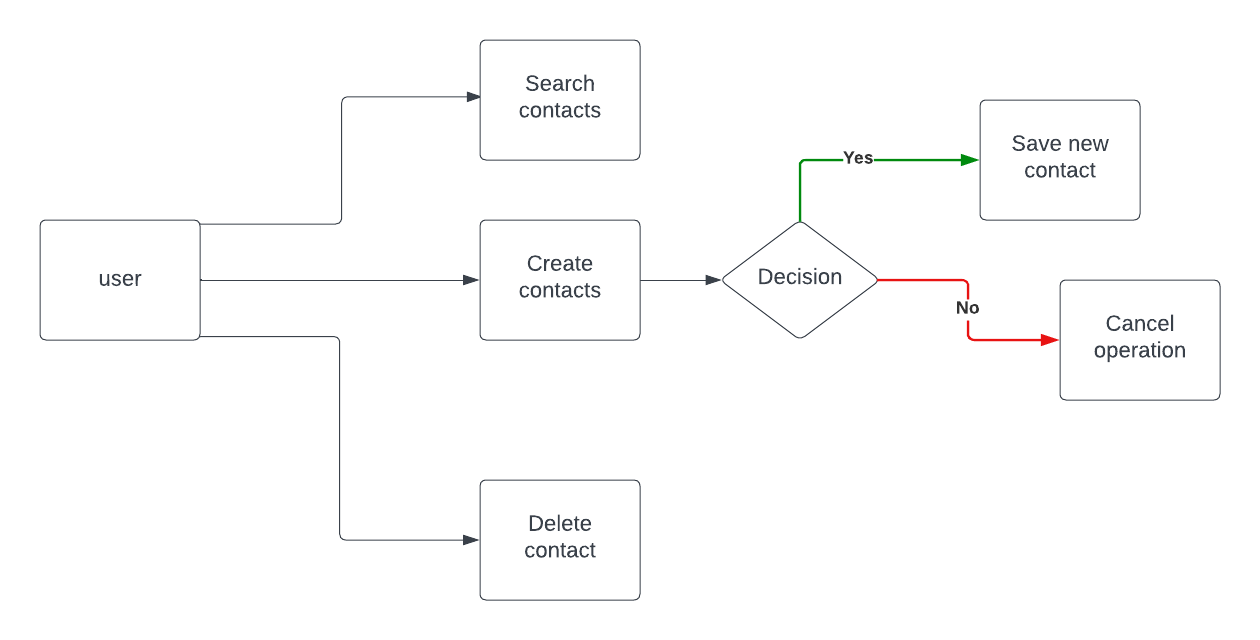 Search
contacts
user
Create
contacts
Delete
contact
Decision
Yes
Save new
contact
No
Cancel
operation